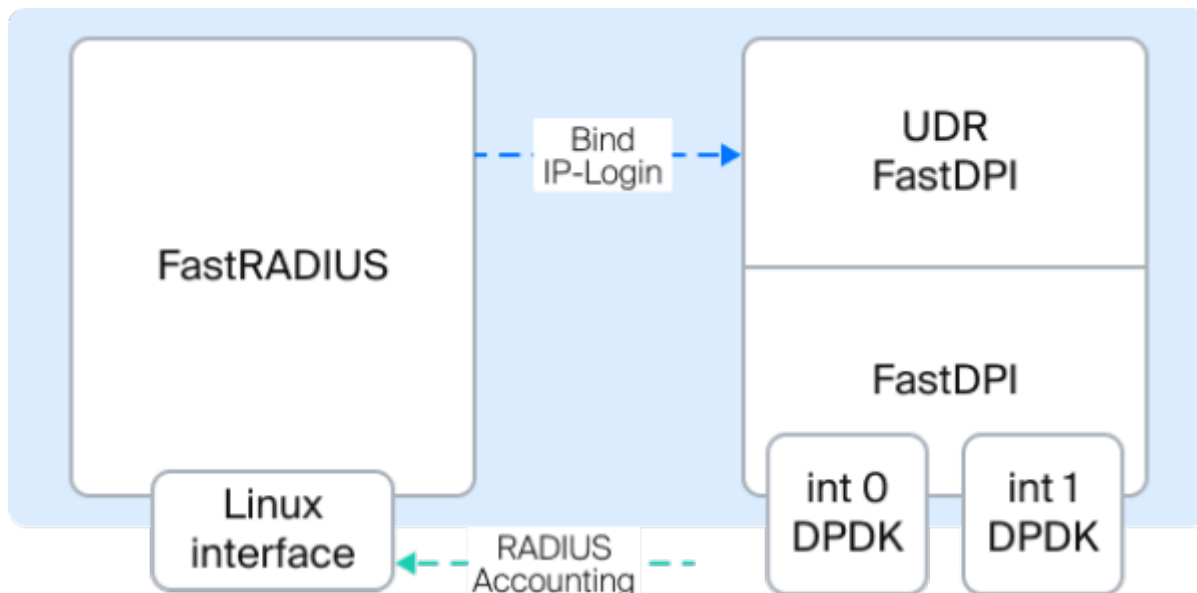 FastRADIUS
Bind
IP-Login
UDR
FastDPI
FastDPI
Linux
interface
RADIUS
Accounting
int 0
DPDK
int 1
DPDK